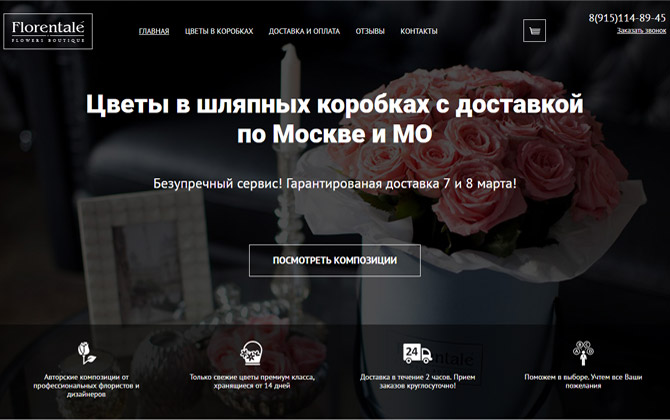 Florentalé
FLOWERS BOUTIQUE
ГЛАВНАЯ
ЦВЕТЫ В КОРОБКАХ
ДОСТАВКА И ОПЛАТА
ОТЗЫВЫ
КОНТАКТЫ
8(915)114-89-45
Заказать звонок
Цветы в шляпных коробках с доставкой
по Москве и МО
Безупречный сервис! Гарантированая доставка 7 и 8 марта!
ПОСМОТРЕТЬ КОМПОЗИЦИИ
Авторские композиции от
профессиональных флористов и
дизайнеров
Только свежие цветы премиум класса,
хранящиеся от 14 дней
24
Доставка в течение 2 часов. Прием
заказов круглосуточно!
Поможем в выборе. Учтем все Ваши
пожелания